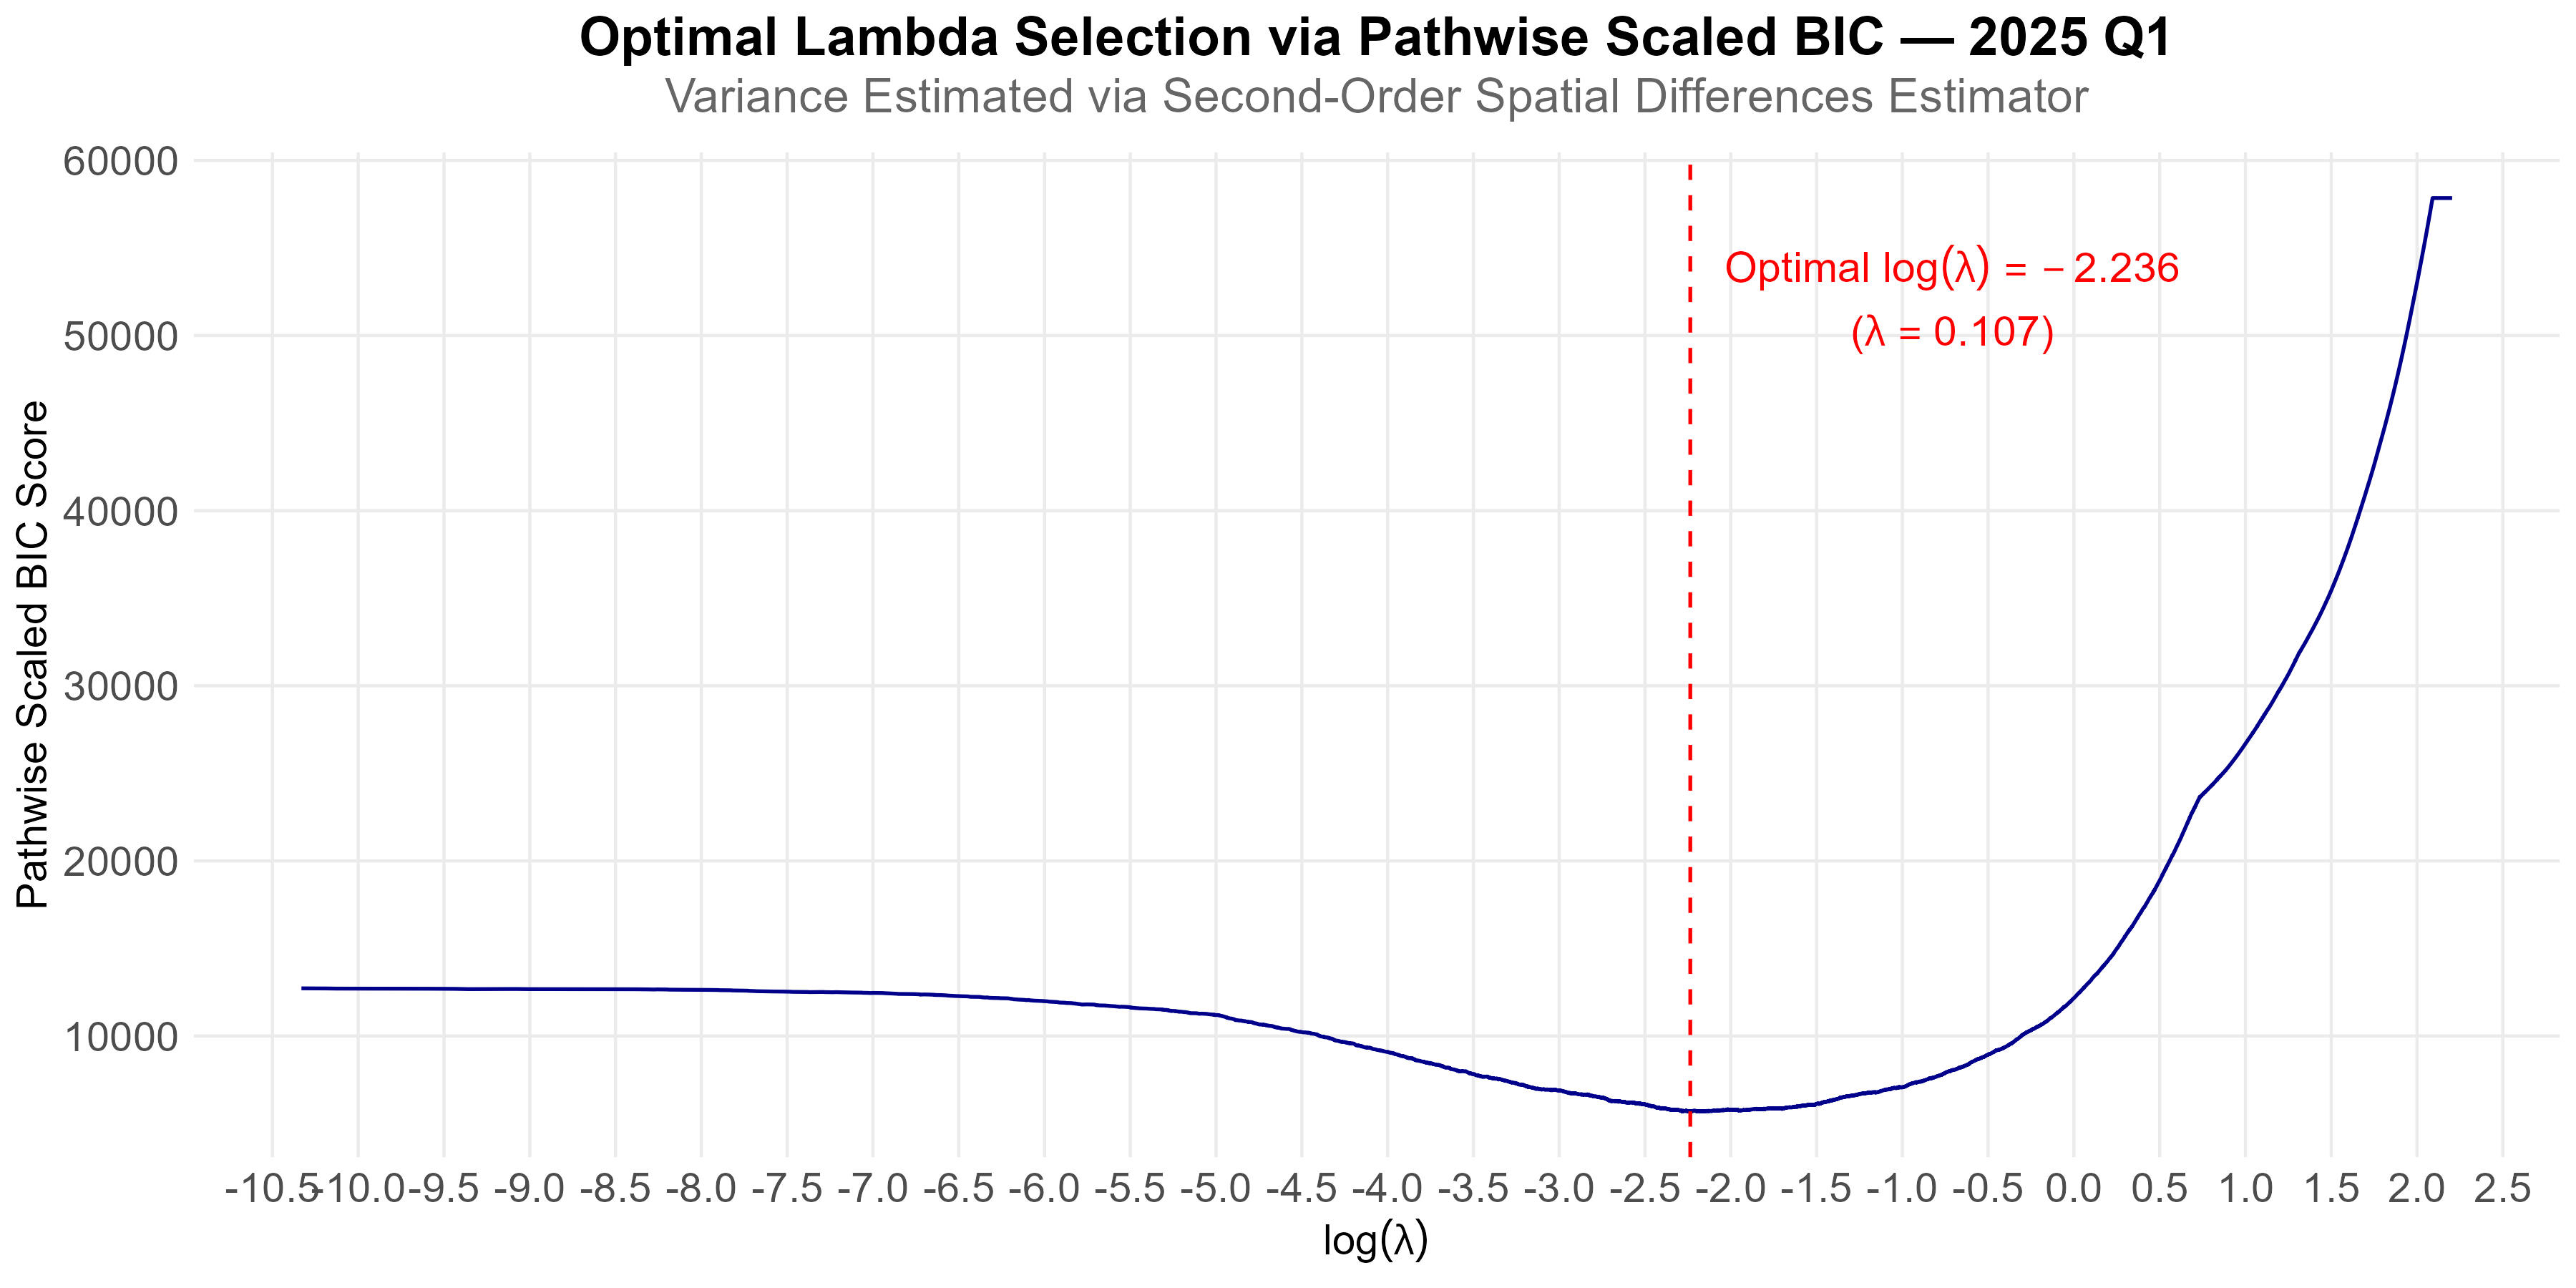 Optimal Lambda Selection via Pathwise Scaled BIC — 2025 Q1
Variance Estimated via Second-Order Spatial Differences Estimator
Pathwise Scaled BIC Score
60000
50000
40000
30000
20000
10000
Optimal log(λ) = − 2.236
(λ = 0.107)
-10.5 -10.0 -9.5 -9.0 -8.5 -8.0 -7.5 -7.0 -6.5 -6.0 -5.5 -5.0 -4.5 -4.0 -3.5 -3.0 -2.5 -2.0 -1.5 -1.0 -0.5 0.0 0.5 1.0 1.5 2.0 2.5
log(λ)